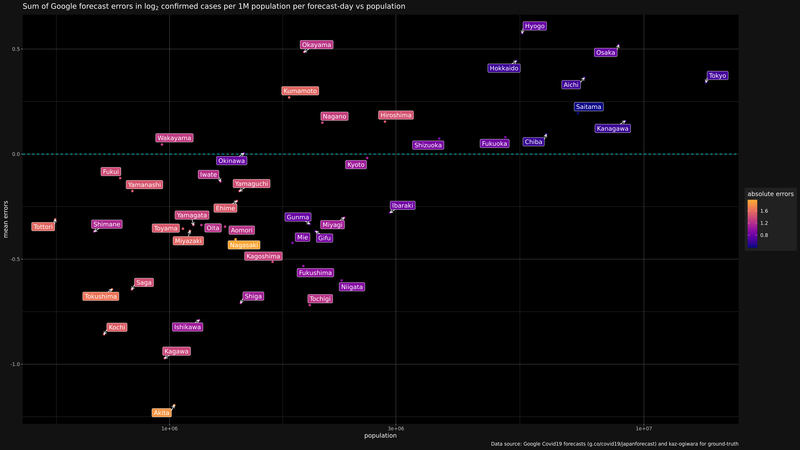 Sum of Google forecast errors in log2 confirmed cases per 1M population per forecast-day vs population
Hyogo
Okayama
0.5
Osaka
Hokkaido
Tokyo
Aichi
Kumamoto
Saitama
Nagano
Hiroshima
Kanagawa
Wakayama
Chiba
Fukuoka
Shizuoka
0.0
Okinawa
Kyoto
Fukui
Iwate
Yamanashi
Yamaguchi
absolute errors
Ibaraki
Ehime
1.6
Yamagata
Gunma
1.2
mean errors
Tottori
Shimane
Toyama
Oita
Aomori
Miyagi
0.8
Miyazaki
Mie
Gifu
Nagasaki
Kagoshima
-0.5
Fukushima
Saga
Niigata
Tokushima
Shiga
Tochigi
Kochi
Ishikawa
Kagawa
-1.0
Akita
1e+06
3e+06
1e+07
population
Data source: Google Covid19 forecasts (g.co/covid19/japanforecast) and kaz-ogiwara for ground-truth